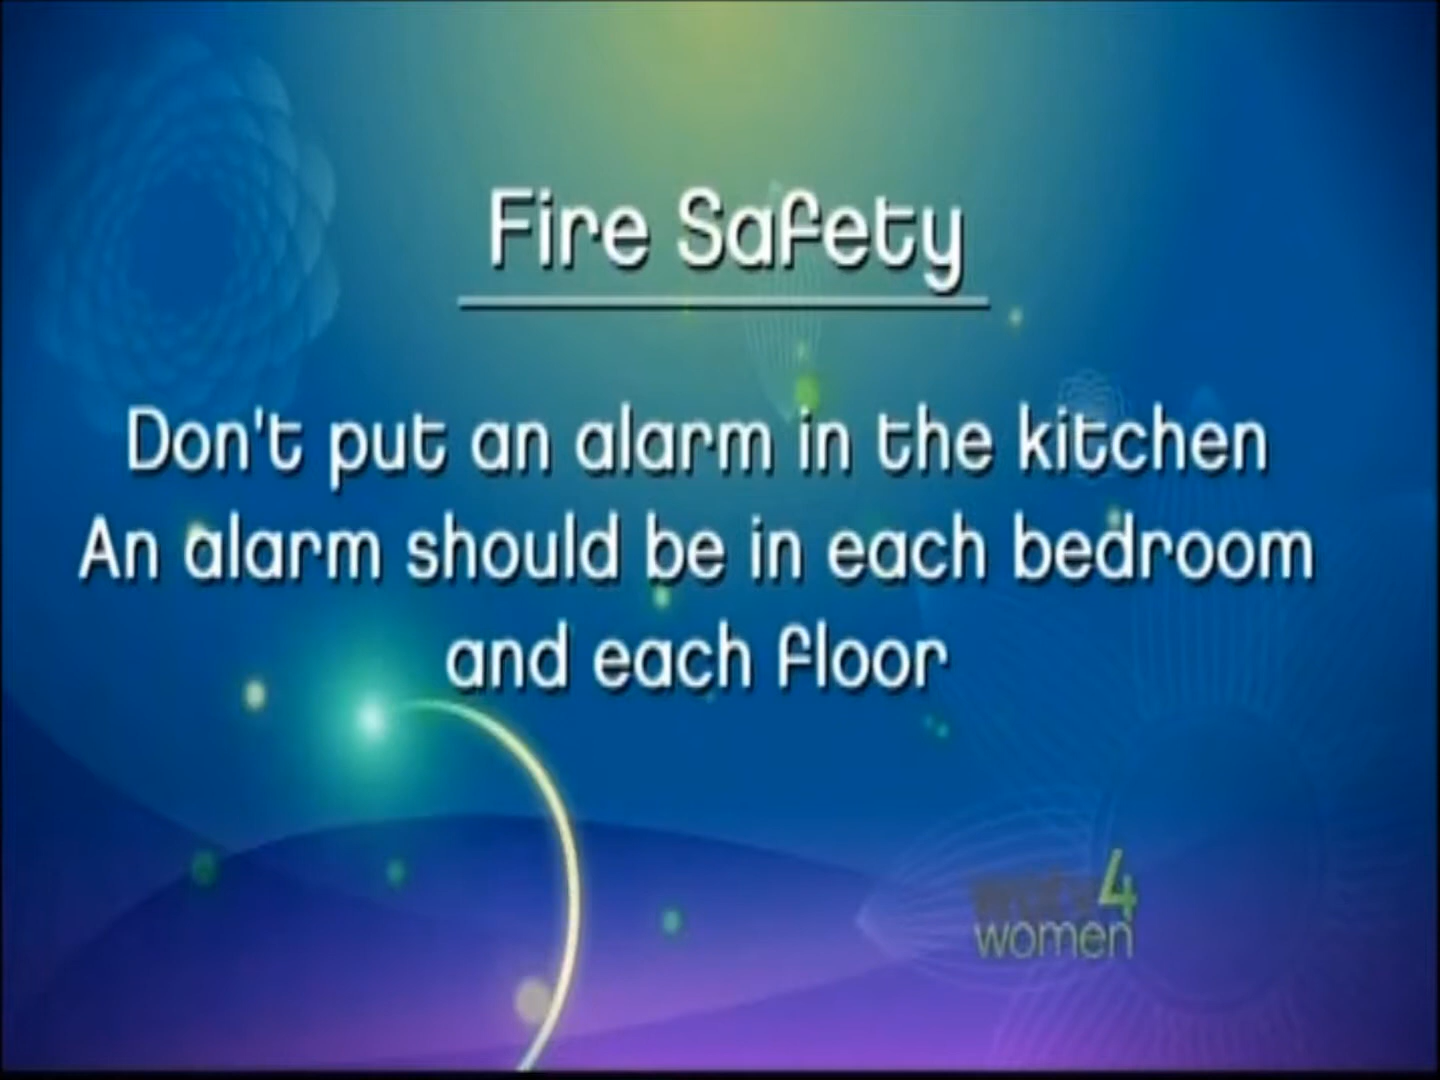 Fire Safety
Don't put an alarm in the kitchen
An alarm should be in each bedroom
and each floor
4
women